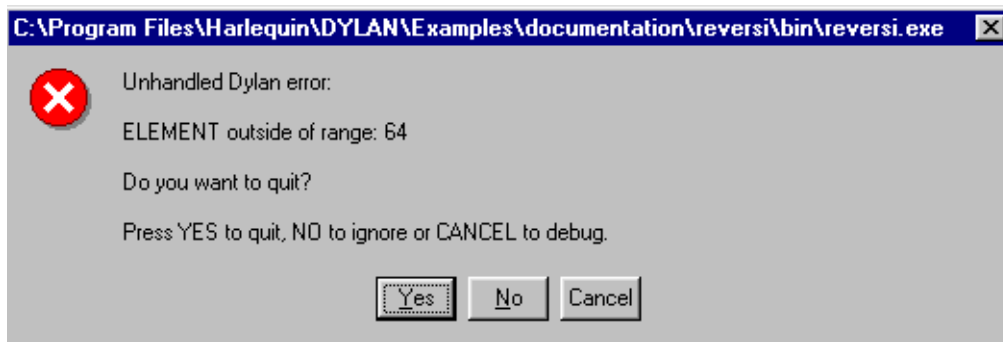 C:\Program Files\Harlequin\DYLAN\Examples\documentation\reversi\bin\reversi.exe
Unhandled Dylan error:
ELEMENT outside of range: 64
Do you want to quit?
Press YES to quit, NO to ignore or CANCEL to debug.
Yes No Cancel